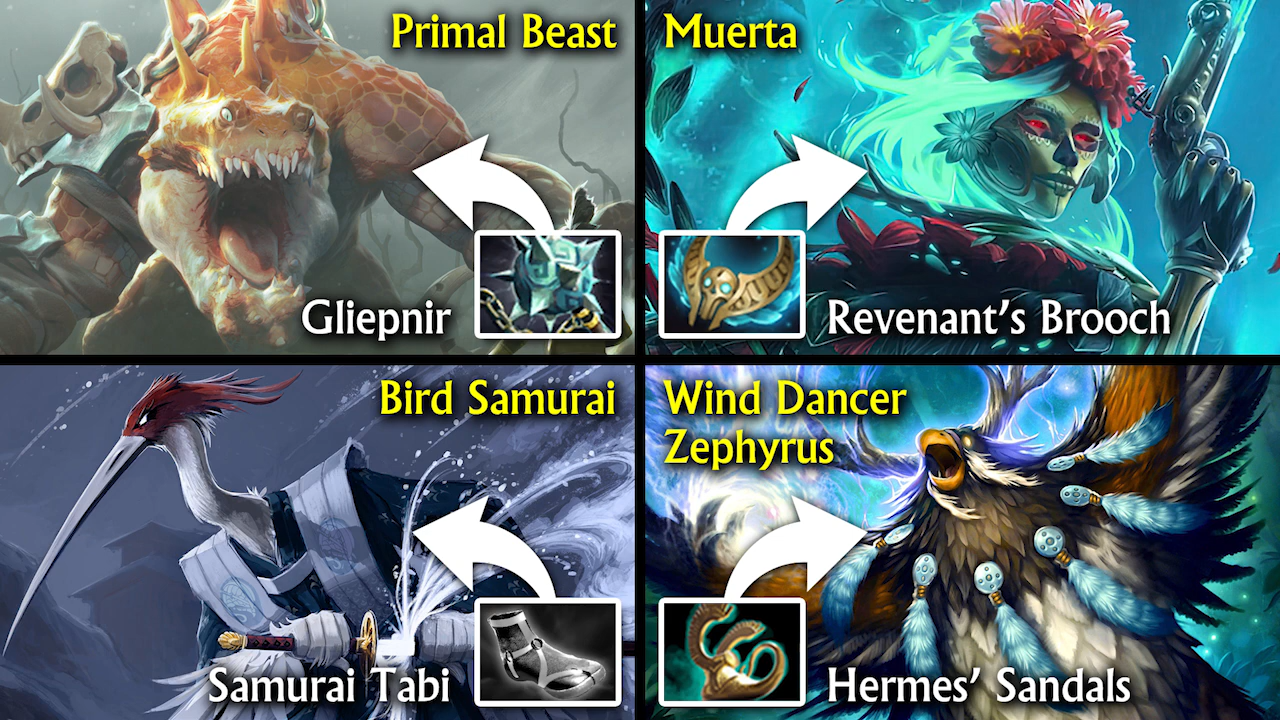 Primal Beast
Gliepnir
Muerta
Revenant's Brooch
Bird Samurai
Samurai Tabi
Wind Dancer
Zephyrus
Hermes' Sandals